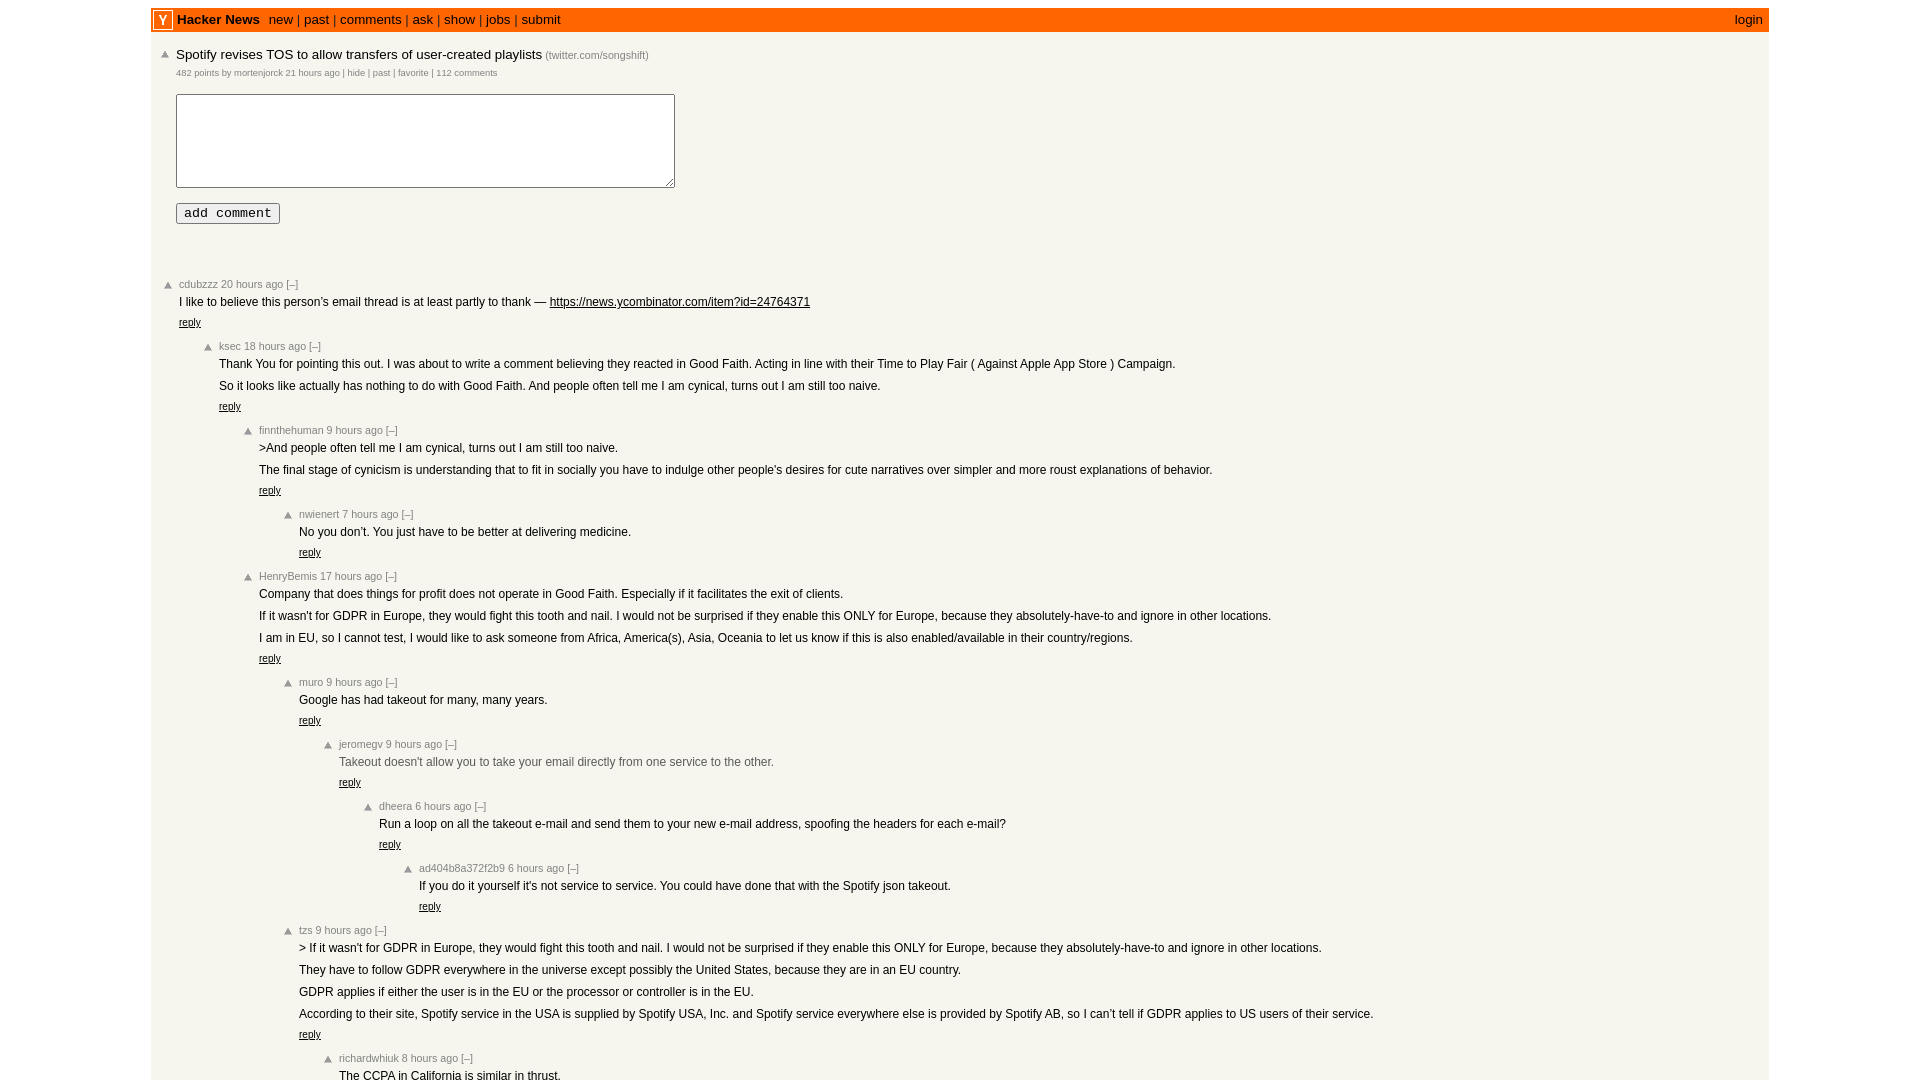 Y Hacker News new | past | comments | ask | show | jobs | submit login
Spotify revises TOS to allow transfers of user-created playlists (twitter.com/songshift)
482 points by mortenjorck 21 hours ago | hide | past | favorite | 112 comments
add comment
cdubzzz 20 hours ago [–]
I like to believe this person's email thread is at least partly to thank — https://news.ycombinator.com/item?id=24764371
reply
ksec 18 hours ago [–]
Thank You for pointing this out. I was about to write a comment believing they reacted in Good Faith. Acting in line with their Time to Play Fair ( Against Apple App Store ) Campaign.
So it looks like actually has nothing to do with Good Faith. And people often tell me I am cynical, turns out I am still too naive.
reply
finnthehuman 9 hours ago [–]
>And people often tell me I am cynical, turns out I am still too naive.
The final stage of cynicism is understanding that to fit in socially you have to indulge other people's desires for cute narratives over simpler and more roust explanations of behavior.
reply
nwienert 7 hours ago [–]
No you don't. You just have to be better at delivering medicine.
reply
HenryBemis 17 hours ago [–]
Company that does things for profit does not operate in Good Faith. Especially if it facilitates the exit of clients.
If it wasn't for GDPR in Europe, they would fight this tooth and nail. I would not be surprised if they enable this ONLY for Europe, because they absolutely-have-to and ignore in other locations.
I am in EU, so I cannot test, I would like to ask someone from Africa, America(s), Asia, Oceania to let us know if this is also enabled/available in their country/regions.
reply
muro 9 hours ago [–]
Google has had takeout for many, many years.
reply
jeromegv 9 hours ago [–]
Takeout doesn't allow you to take your email directly from one service to the other.
reply
dheera 6 hours ago [–]
Run a loop on all the takeout e-mail and send them to your new e-mail address, spoofing the headers for each e-mail?
reply
ad404b8a372f2b9 6 hours ago [–]
If you do it yourself it's not service to service. You could have done that with the Spotify json takeout.
reply
tzs 9 hours ago [–]
> If it wasn't for GDPR in Europe, they would fight this tooth and nail. I would not be surprised if they enable this ONLY for Europe, because they absolutely-have-to and ignore in other locations.
They have to follow GDPR everywhere in the universe except possibly the United States, because they are in an EU country.
GDPR applies if either the user is in the EU or the processor or controller is in the EU.
According to their site, Spotify service in the USA is supplied by Spotify USA, Inc. and Spotify service everywhere else is provided by Spotify AB, so I can't tell if GDPR applies to US users of their service.
reply
richardwhiuk 8 hours ago [–]
The CCPA in California is similar in thrust.